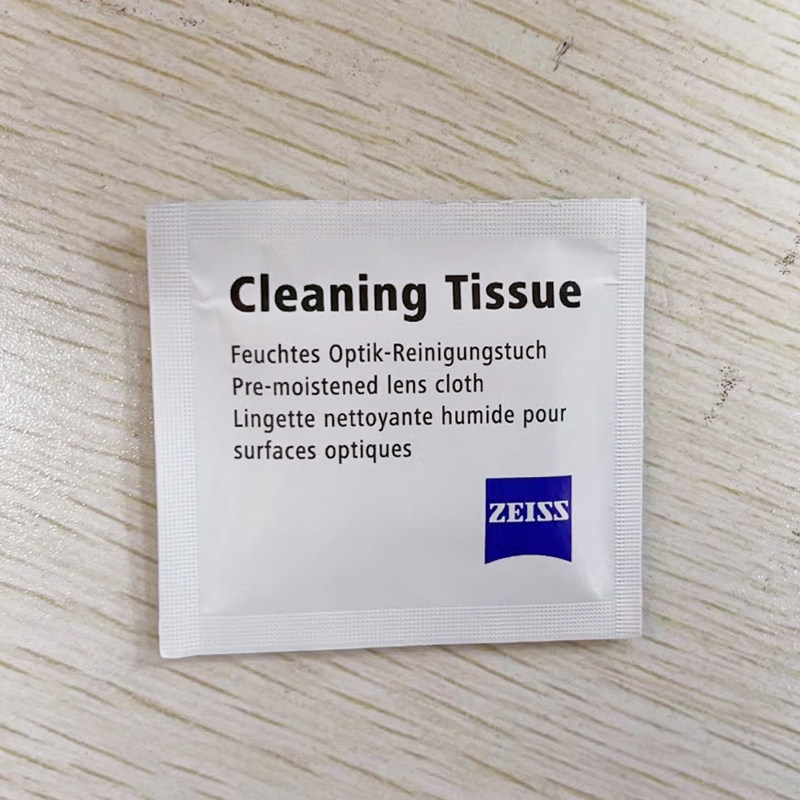 Cleaning Tissue
Feuchtes Optik-Reinigungstuch
Pre-moistened lens cloth
Lingette nettoyante humide pour
surfaces optiques
ZEISS